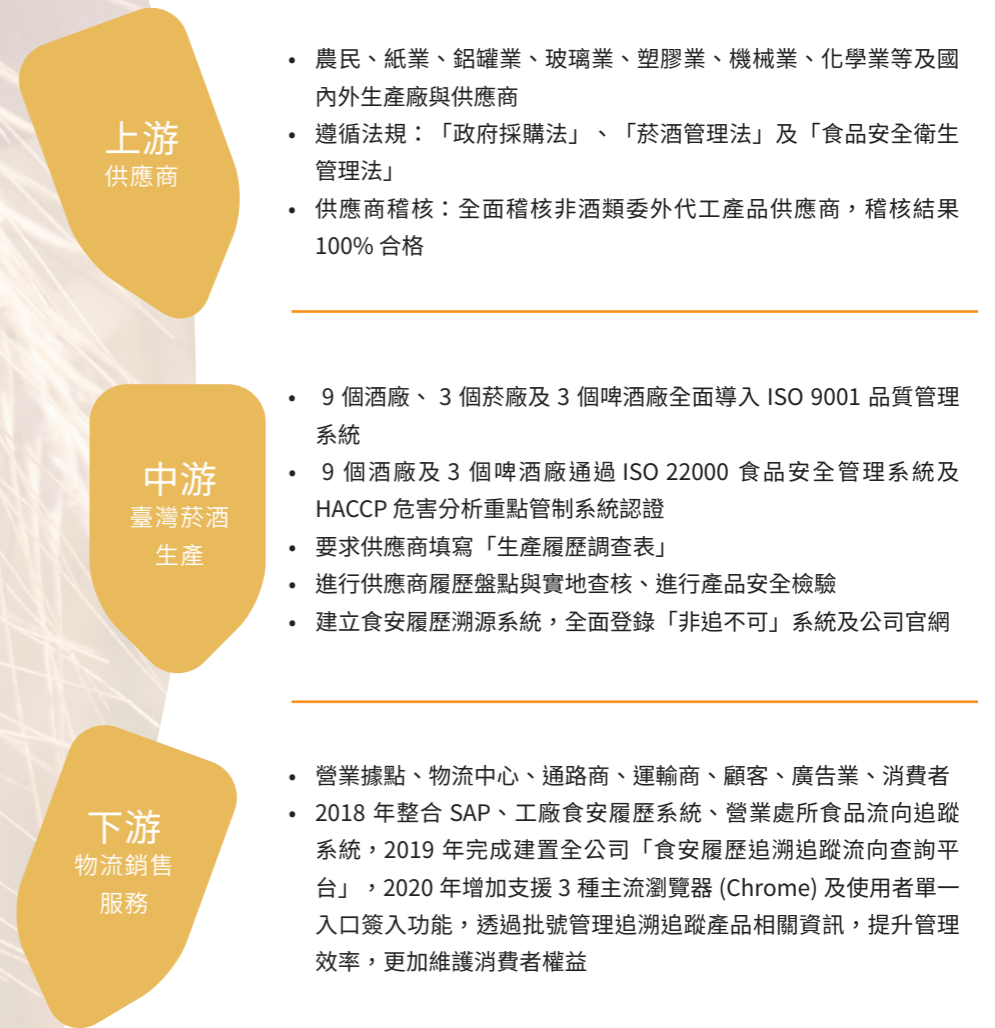 上游
供應商
• 農民、紙業、鋁罐業、玻璃業、塑膠業、機械業、化學業等及國
內外生產廠與供應商
• 遵循法規：「政府採購法」、「菸酒管理法」及「食品安全衛生
管理法」
• 供應商稽核：全面稽核非酒類委外代工產品供應商，稽核結果
100% 合格
中游
臺灣菸酒
生產
• 9 個酒廠、 3 個菸廠及 3 個啤酒廠全面導入 ISO 9001 品質管理
系統
• 9 個酒廠及 3 個啤酒廠通過 ISO 22000 食品安全管理系統及
HACCP 危害分析重點管制系統認證
• 要求供應商填寫「生產履歷調查表」
• 進行供應商履歷盤點與實地查核、進行產品安全檢驗
• 建立食安履歷溯源系統，全面登錄「非追不可」系統及公司官網
下游
物流銷售
服務
• 營業據點、物流中心、通路商、運輸商、顧客、廣告業、消費者
• 2018 年整合 SAP、工廠食安履歷系統、營業處所食品流向追蹤
系統，2019 年完成建置全公司「食安履歷追溯追蹤流向查詢平
台」，2020 年增加支援 3 種主流瀏覽器 (Chrome) 及使用者單一
入口簽入功能，透過批號管理追溯追蹤產品相關資訊，提升管理
效率，更加維護消費者權益